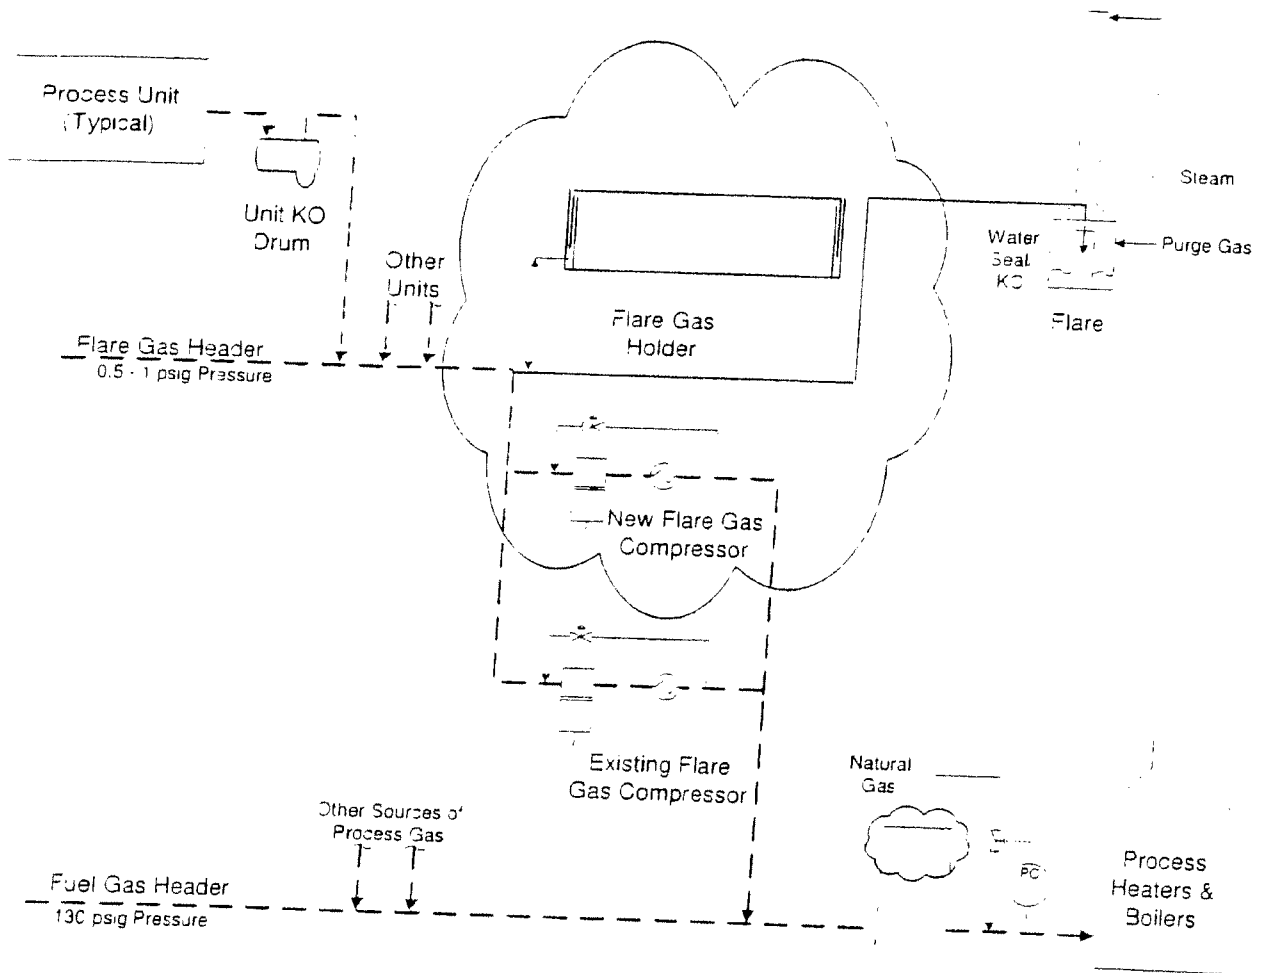 Process Unit
(Typical)
Unit KO
Drum
Other
Units
Flare Gas Header
0.5 - 1 psig Pressure
Flare Gas
Holder
Steam
Water
Seal
KO
Purge Gas
Flare
New Flare Gas
Compressor
Existing Flare
Gas Compressor
Natural
Gas
Other Sources of
Process Gas
Fuel Gas Header
130 psig Pressure
PC
Process
Heaters &
Boilers